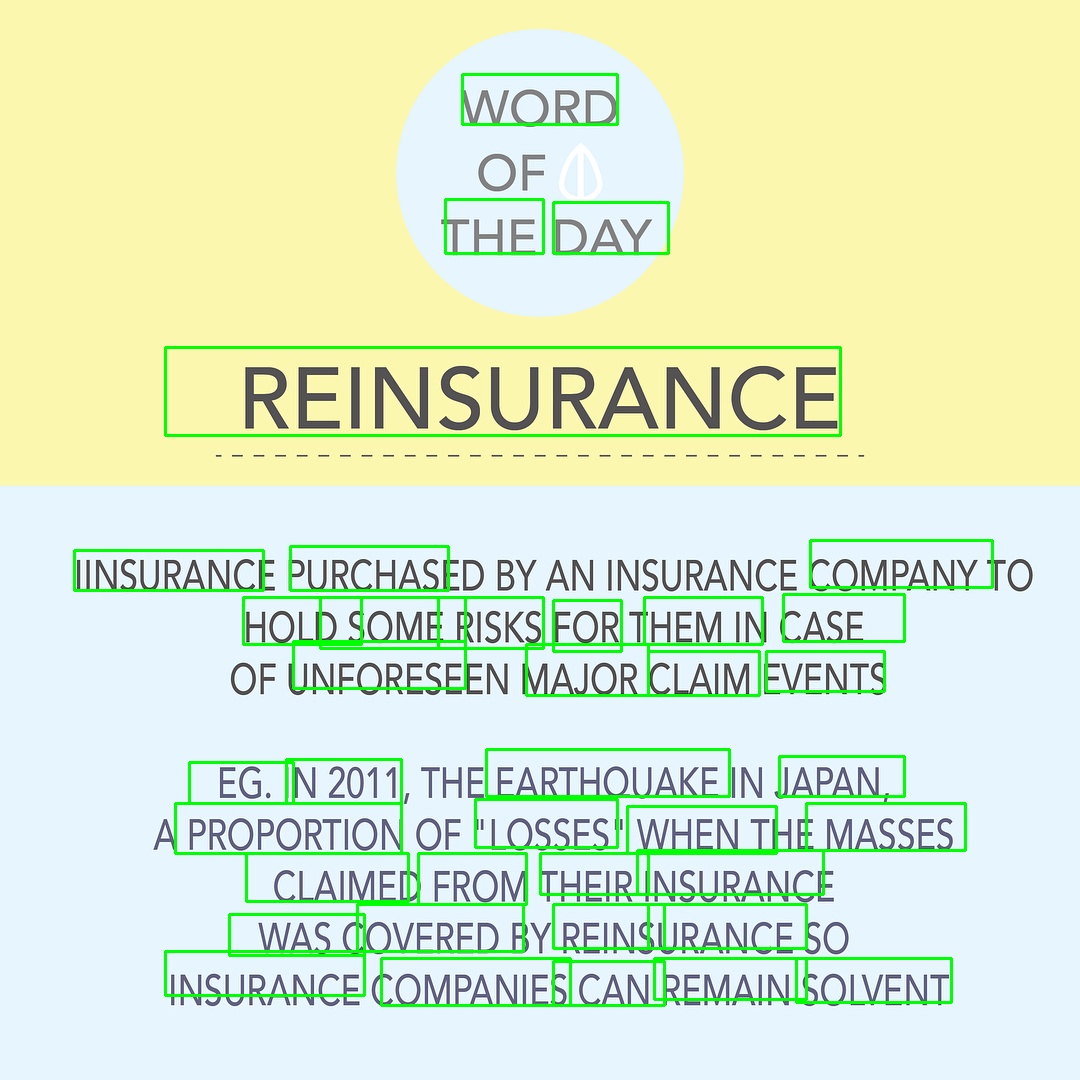 WORD
OF
THE DAY
REINSURANCE
IINSURANCE PURCHASED BY AN INSURANCE COMPANY TO
HOLD SOME RISKS FOR THEM IN CASE
OF UNFORESEEN MAJOR CLAIM EVENTS
EG. IN 2011, THE EARTHQUAKE IN JAPAN,
A PROPORTION OF "LOSSES" WHEN THE MASSES
CLAIMED FROM THEIR INSURANCE
WAS COVERED BY REINSURANCE SO
INSURANCE COMPANIES CAN REMAIN SOLVENT